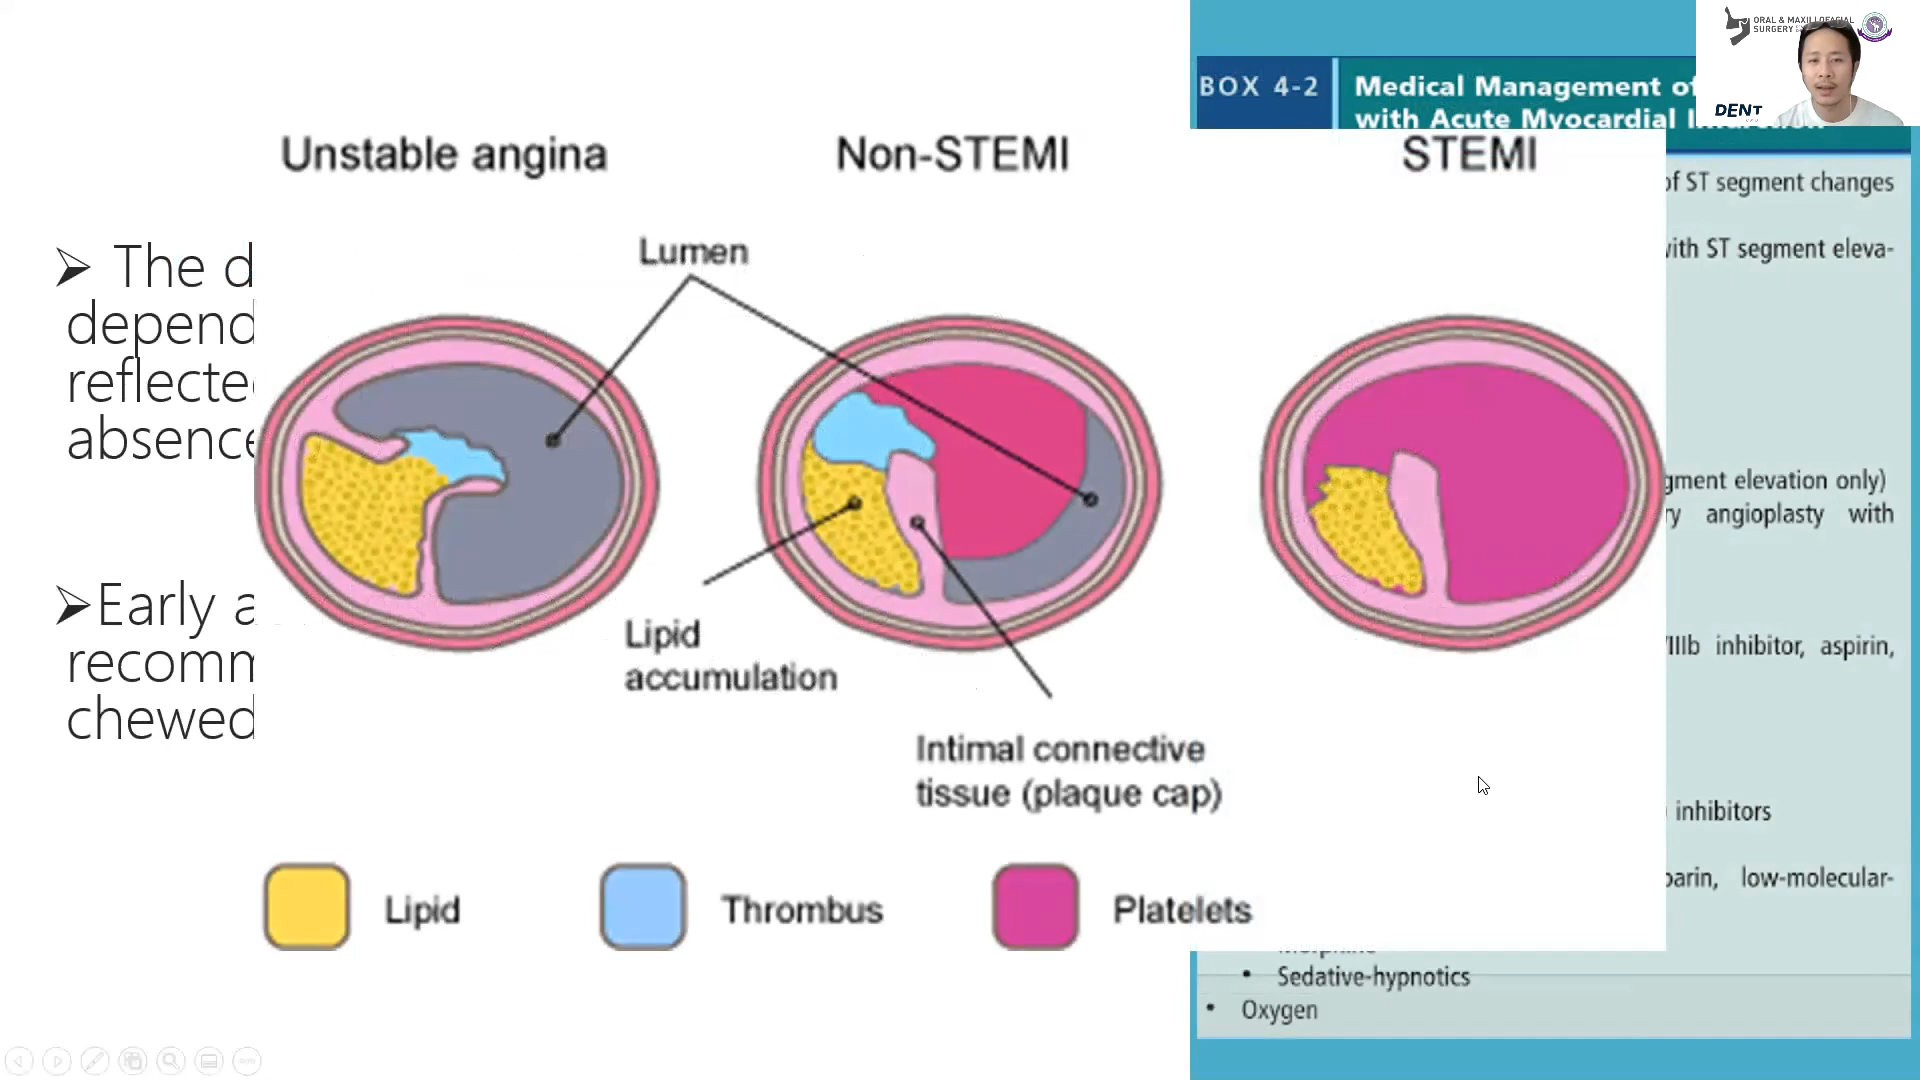 ORAL & MAXILLOFACIAL
SURGERY
DENT
BOX 4-2
Medical Management of
with Acute Myocardial
Unstable angina
Non-STEMI
STEMI
of ST segment changes
Lumen
with ST segment eleva-
➤ The d
depend
reflecte
absence
gment elevation only)
ry angioplasty with
➤Early a
recomm
chewed
Lipid
accumulation
/IIIb inhibitor, aspirin,
Intimal connective
tissue (plaque cap)
inhibitors
parin, low-molecular-
Lipid
Thrombus
Platelets
• Sedative-hypnotics
• Oxygen